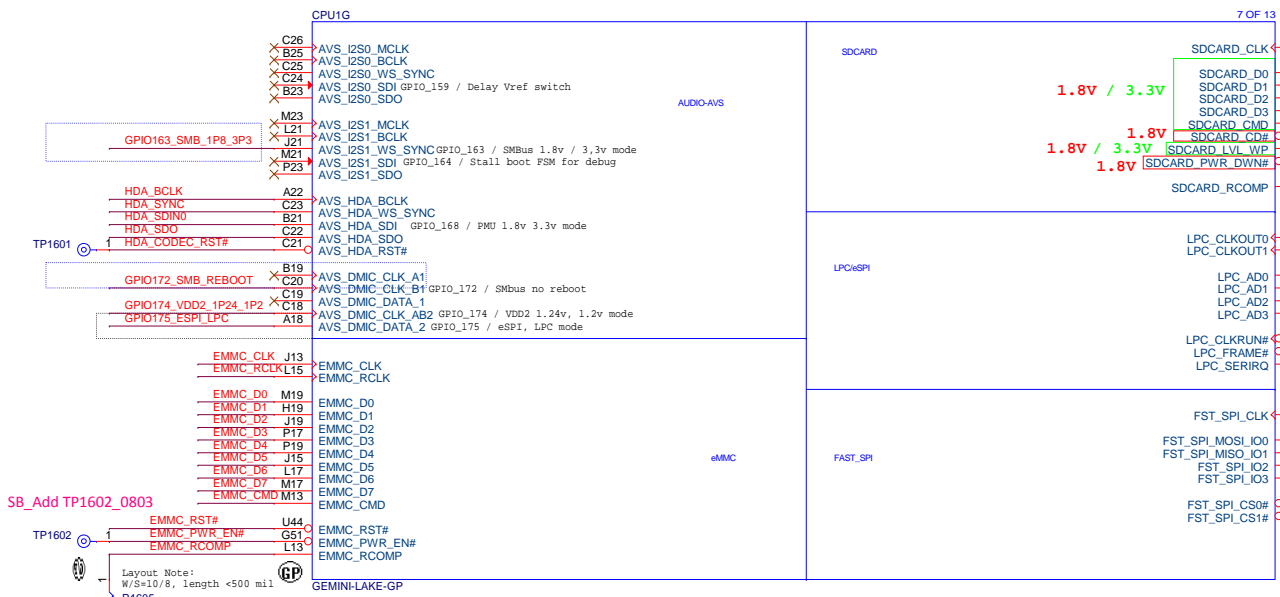 CPU1G
7 OF 13
C26 AVS_I2S0_MCLK
B25 AVS_I2S0_BCLK
C25 AVS_I2S0_WS_SYNC
C24 AVS_I2S0_SDI GPIO_159 / Delay Vref switch
B23 AVS_I2S0_SDO
AUDIO-AVS
M23 AVS_I2S1_MCLK
L21 AVS_I2S1_BCLK
GPIO163_SMB_1P8_3P3 J21 AVS_I2S1_WS_SYNC GPIO_163 / SMBus 1.8v / 3,3v mode
M21 AVS_I2S1_SDI GPIO_164 / Stall boot FSM for debug
P23 AVS_I2S1_SDO
HDA_BCLK A22 AVS_HDA_BCLK
HDA_SYNC C23 AVS_HDA_WS_SYNC
HDA_SDIN0 B21 AVS_HDA_SDI GPIO_168 / PMU 1.8v 3.3v mode
HDA_SDO C22 AVS_HDA_SDO
TP1601 1 HDA_CODEC_RST# C21 AVS_HDA_RST#
B19 AVS_DMIC_CLK_A1
GPIO172_SMB_REBOOT C20 AVS_DMIC_CLK_B1 GPIO_172 / SMbus no reboot
C19 AVS_DMIC_DATA_1
GPIO174_VDD2_1P24_1P2 C18 AVS_DMIC_CLK_AB2 GPIO_174 / VDD2 1.24v, 1.2v mode
GPIO175_ESPI_LPC A18 AVS_DMIC_DATA_2 GPIO_175 / eSPI, LPC mode
EMMC_CLK J13 EMMC_CLK
EMMC_RCLK L15 EMMC_RCLK
EMMC_D0 M19 EMMC_D0
EMMC_D1 H19 EMMC_D1
EMMC_D2 J19 EMMC_D2
EMMC_D3 P17 EMMC_D3
EMMC_D4 P19 EMMC_D4
EMMC_D5 J15 EMMC_D5
eMMC
EMMC_D6 L17 EMMC_D6
EMMC_D7 M17 EMMC_D7
EMMC_CMD M13 EMMC_CMD
SB_Add TP1602_0803
EMMC_RST# U44 EMMC_RST#
TP1602 1 EMMC_PWR_EN# G51 EMMC_PWR_EN#
EMMC_RCOMP L13 EMMC_RCOMP
1
Layout Note:
W/S=10/8, length <500 mil
GP
GEMINI-LAKE-GP
R1605
SDCARD
SDCARD_CLK
SDCARD_D0
SDCARD_D1
1.8V / 3.3V
SDCARD_D2
SDCARD_D3
SDCARD_CMD
1.8V SDCARD_CD#
1.8V / 3.3V SDCARD_LVL_WP
1.8V SDCARD_PWR_DWN#
SDCARD_RCOMP
LPC/eSPI
LPC_CLKOUT0
LPC_CLKOUT1
LPC_AD0
LPC_AD1
LPC_AD2
LPC_AD3
LPC_CLKRUN#
LPC_FRAME#
LPC_SERIRQ
FAST_SPI
FST_SPI_CLK
FST_SPI_MOSI_IO0
FST_SPI_MISO_IO1
FST_SPI_IO2
FST_SPI_IO3
FST_SPI_CS0#
FST_SPI_CS1#